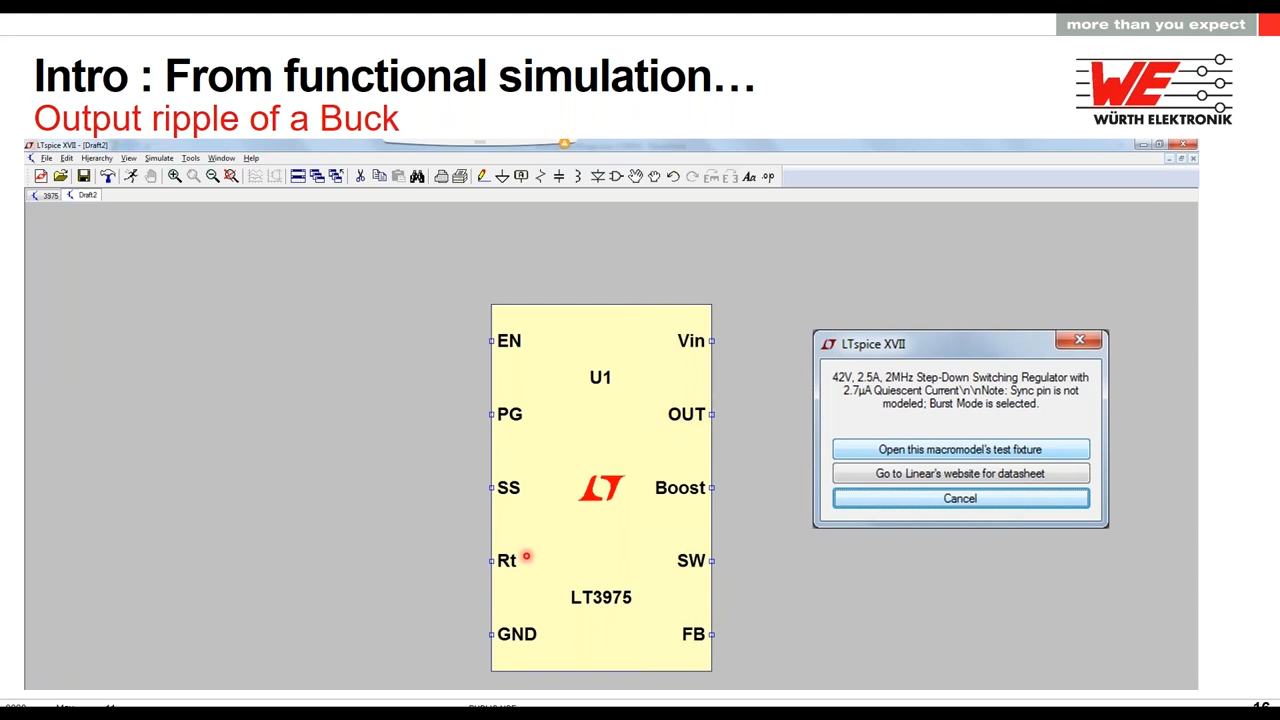 more than you expect
Intro : From functional simulation…
Output ripple of a Buck
WE
WÜRTH ELEKTRONIK
LTspice XVII - [Draft2]
File Edit Hierarchy View Simulate Tools Window Help
3975 Draft2
EN Vin
U1
PG OUT
SS Boost
Rt SW
LT3975
GND FB
LTspice XVII
42V, 2.5A, 2MHz Step-Down Switching Regulator with
2.7µA Quiescent Current\n\nNote: Sync pin is not
modeled; Burst Mode is selected.
Open this macromodel's test fixture
Go to Linear's website for datasheet
Cancel